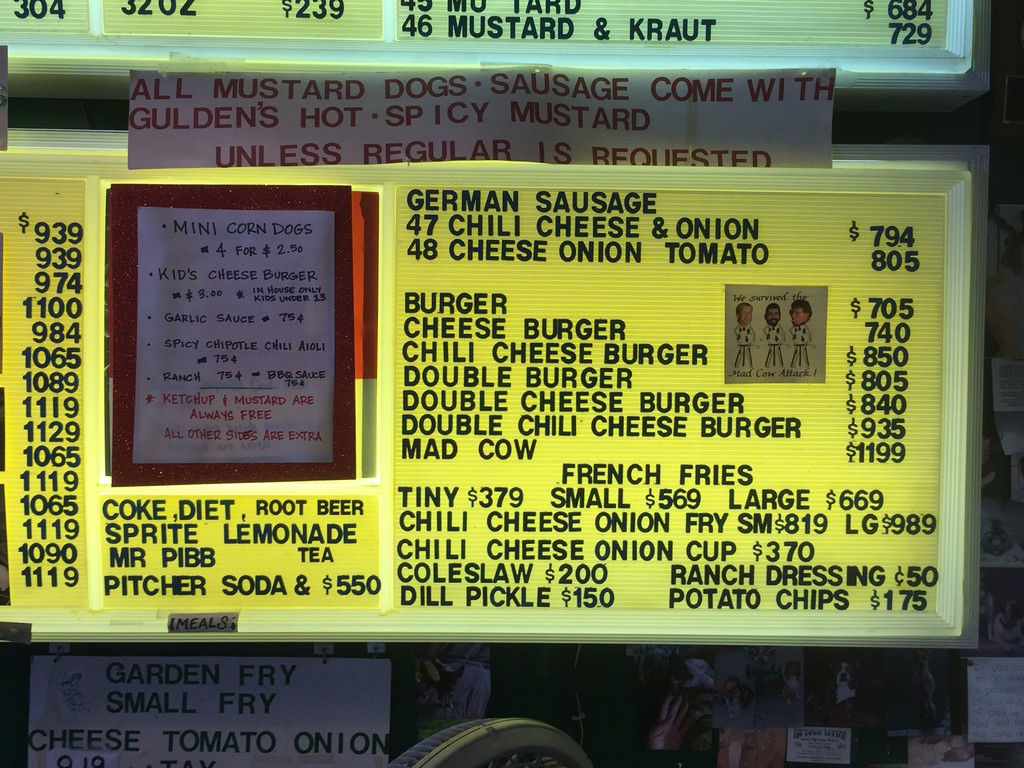 304
32OZ $239
45 MUSTARD $684
46 MUSTARD & KRAUT 729
ALL MUSTARD DOGS * SAUSAGE COME WITH
GULDEN'S HOT * SPICY MUSTARD
UNLESS REGULAR IS REQUESTED
$939
939
974
1100
984
1065
1089
1119
1129
1065
1119
1065
1119
1090
1119
• MINI CORN DOGS
= 4 FOR $2.50
• KID'S CHEESE BURGER
= $3.00 * IN HOUSE ONLY
KIDS UNDER 13
• GARLIC SAUCE = 75¢
• SPICY CHIPOTLE CHILI AIOLI
= 75¢
• RANCH 75¢ = BBQ SAUCE
75¢
* KETCHUP & MUSTARD ARE
ALWAYS FREE
ALL OTHER SIDES ARE EXTRA
COKE, DIET, ROOT BEER
SPRITE LEMONADE
MR PIBB TEA
PITCHER SODA & $550
GERMAN SAUSAGE
47 CHILI CHEESE & ONION $794
48 CHEESE ONION TOMATO 805
BURGER $705
CHEESE BURGER 740
CHILI CHEESE BURGER $850
DOUBLE BURGER $805
DOUBLE CHEESE BURGER $840
DOUBLE CHILI CHEESE BURGER $935
MAD COW $1199
We survived the
Mad Cow Attack!
FRENCH FRIES
TINY $379 SMALL $569 LARGE $669
CHILI CHEESE ONION FRY SM $819 LG $989
CHILI CHEESE ONION CUP $370
COLESLAW $200 RANCH DRESSING ¢50
DILL PICKLE $150 POTATO CHIPS $175
MEALS
GARDEN FRY
SMALL FRY
CHEESE TOMATO ONION
919 TAX